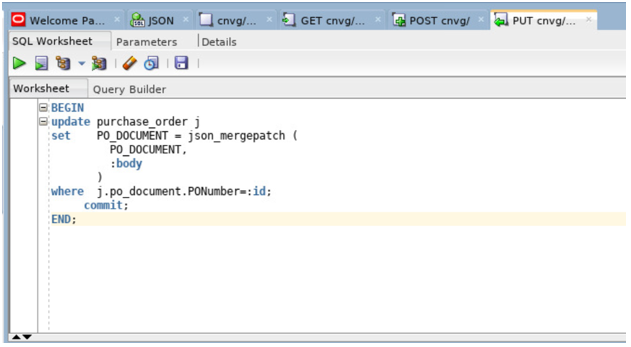 Welcome Pa... JSON cnvg/... GET cnvg/... POST cnvg/ PUT cnvg/...
SQL Worksheet Parameters Details
Worksheet Query Builder
BEGIN
update purchase_order j
set PO_DOCUMENT = json_mergepatch (
PO_DOCUMENT,
:body
)
where j.po_document.PONumber=:id;
commit;
END;